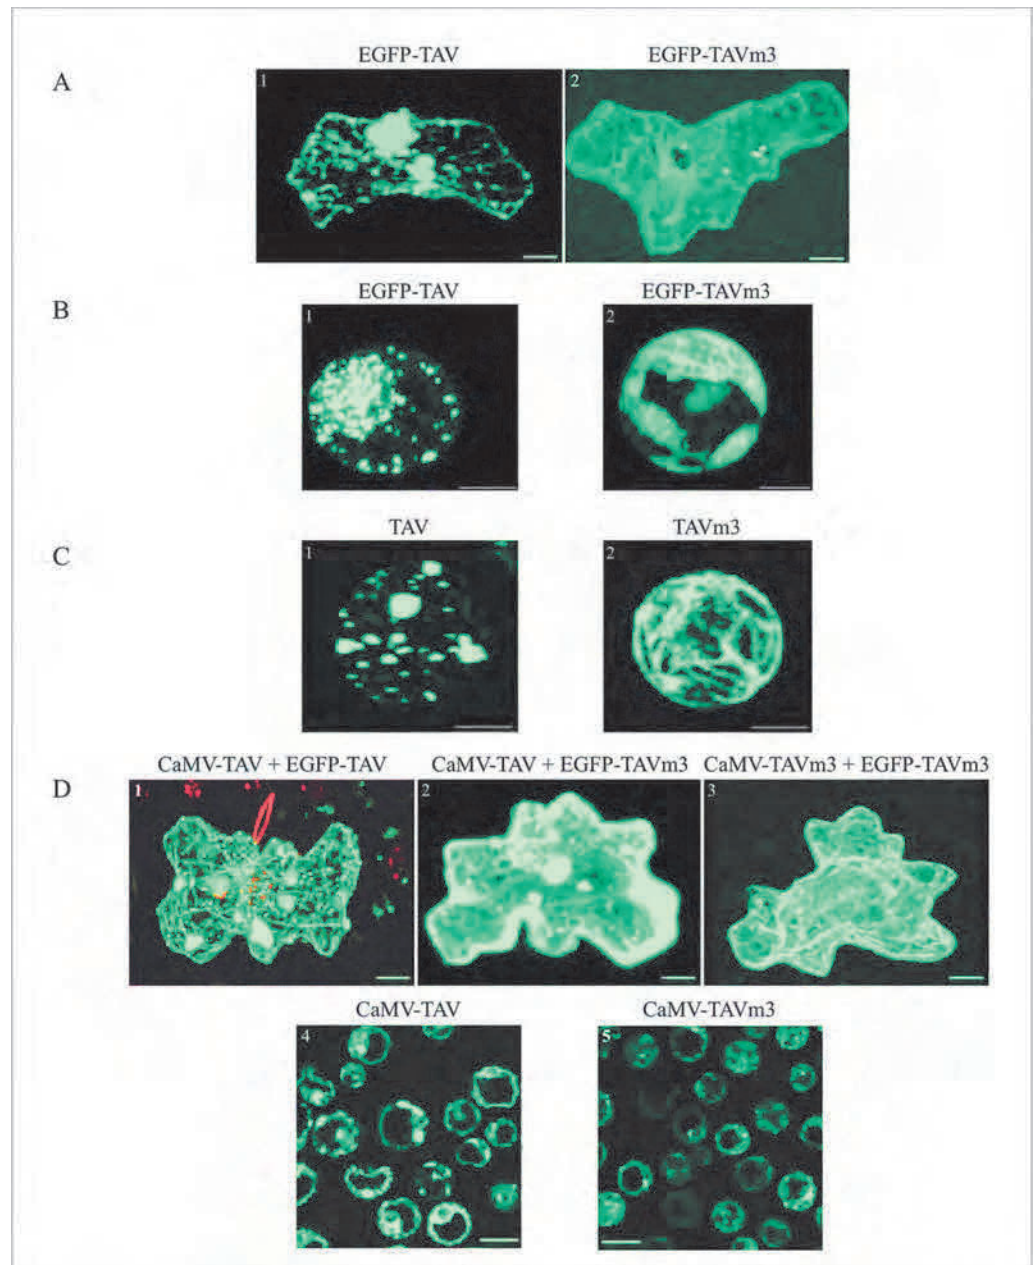 EGFP-TAV EGFP-TAVm3
A 1 2
EGFP-TAV EGFP-TAVm3
B 1 2
TAV TAVm3
C 1 2
CaMV-TAV + EGFP-TAV CaMV-TAV + EGFP-TAVm3 CaMV-TAVm3 + EGFP-TAVm3
D 1 2 3
CaMV-TAV CaMV-TAVm3
4 5